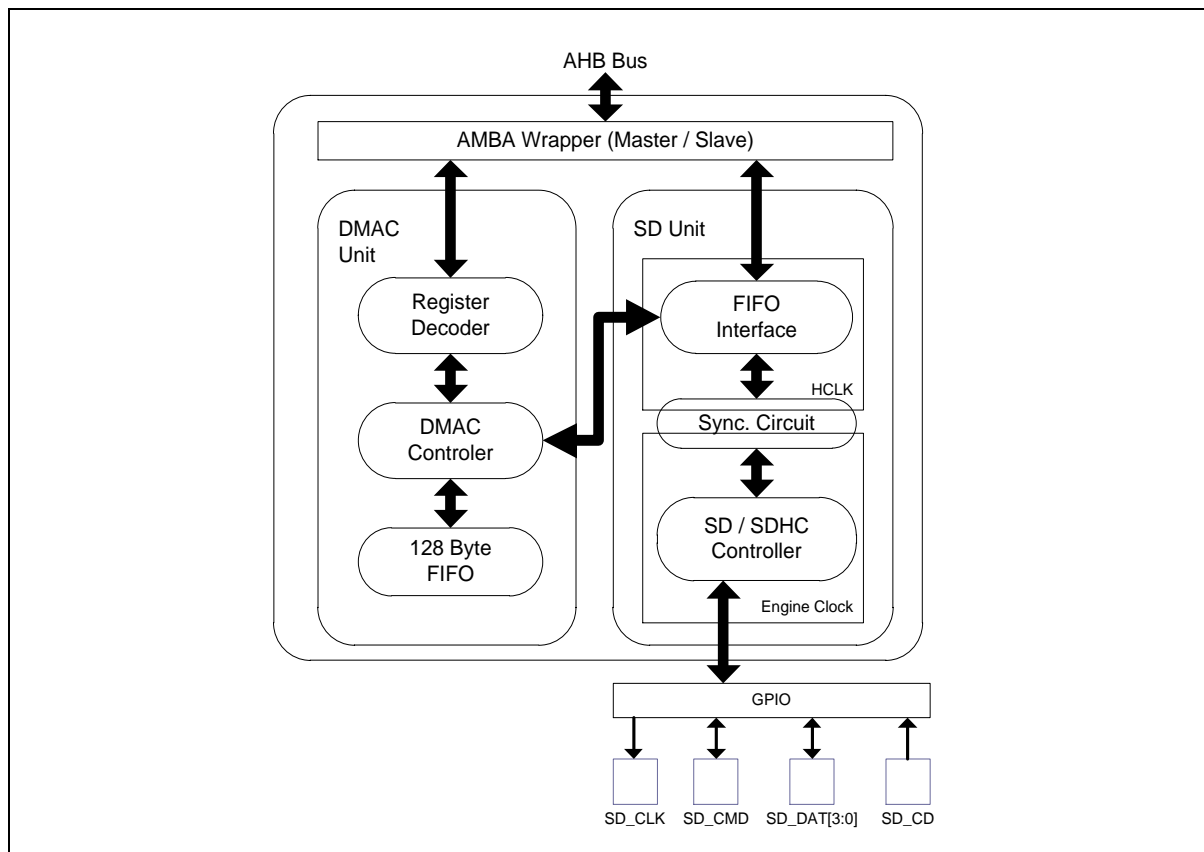 AHB Bus
AMBA Wrapper (Master / Slave)
DMAC
Unit
Register
Decoder
DMAC
Controler
128 Byte
FIFO
SD Unit
FIFO
Interface
HCLK
Sync. Circuit
SD / SDHC
Controller
Engine Clock
GPIO
SD_CLK
SD_CMD
SD_DAT[3:0]
SD_CD